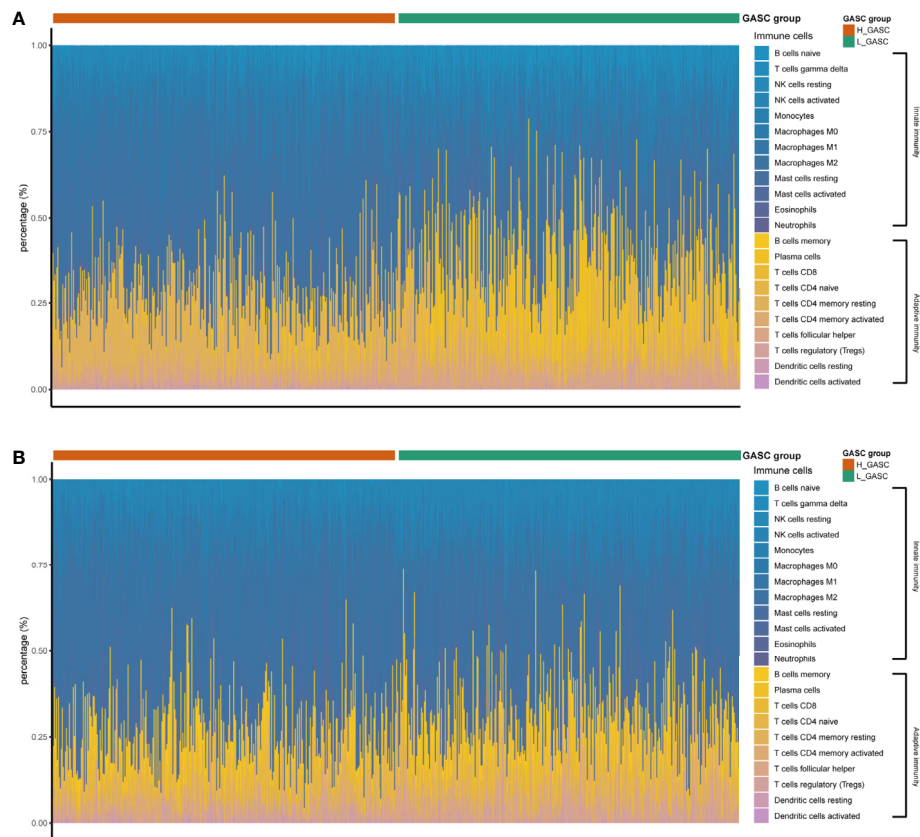 A
GASC group
GASC group
H_GASC
L_GASC
Immune cells
1.00
0.75
0.50
0.25
0.00
percentage (%)
B cells naive
T cells gamma delta
NK cells resting
NK cells activated
Monocytes
Macrophages M0
Macrophages M1
Macrophages M2
Mast cells resting
Mast cells activated
Eosinophils
Neutrophils
B cells memory
Plasma cells
T cells CD8
T cells CD4 naive
T cells CD4 memory resting
T cells CD4 memory activated
T cells follicular helper
T cells regulatory (Tregs)
Dendritic cells resting
Dendritic cells activated
Innate immunity
Adaptive immunity
B
GASC group
GASC group
H_GASC
L_GASC
Immune cells
1.00
0.75
0.50
0.25
0.00
percentage (%)
B cells naive
T cells gamma delta
NK cells resting
NK cells activated
Monocytes
Macrophages M0
Macrophages M1
Macrophages M2
Mast cells resting
Mast cells activated
Eosinophils
Neutrophils
B cells memory
Plasma cells
T cells CD8
T cells CD4 naive
T cells CD4 memory resting
T cells CD4 memory activated
T cells follicular helper
T cells regulatory (Tregs)
Dendritic cells resting
Dendritic cells activated
Innate immunity
Adaptive immunity